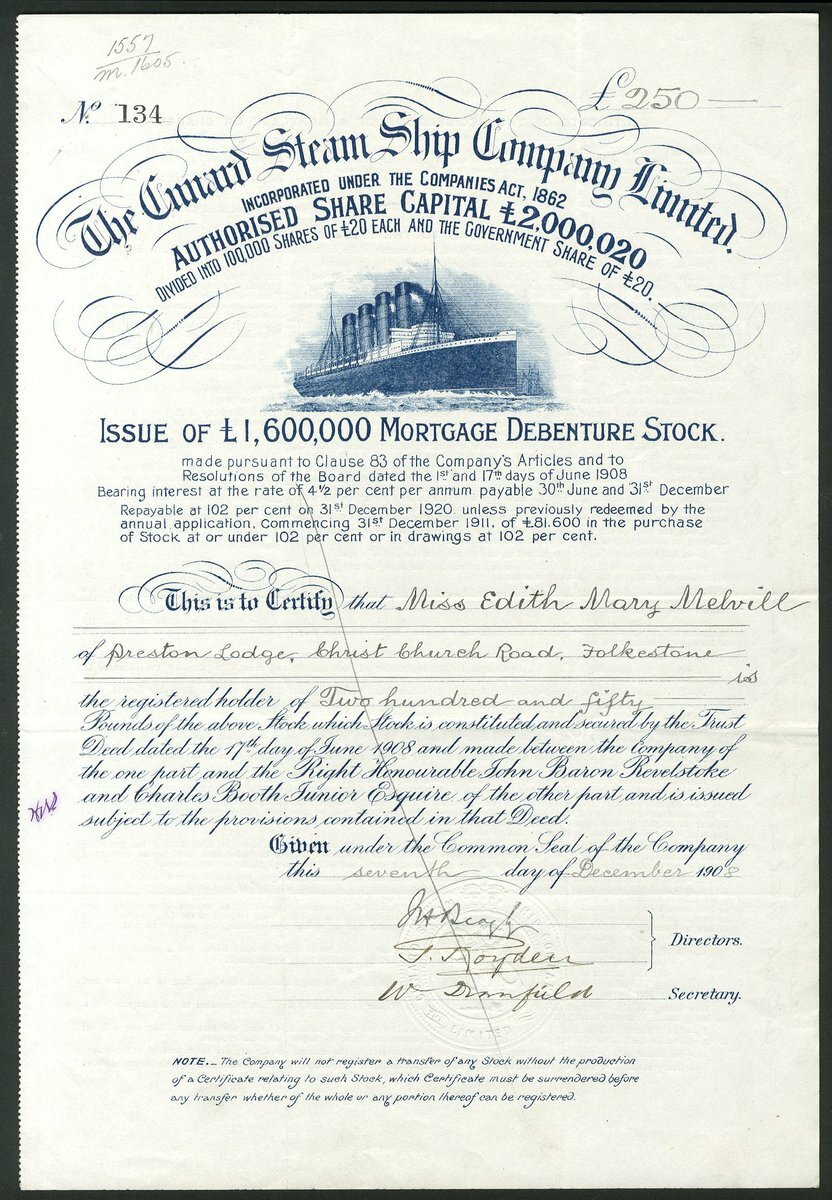 1557
m. 1605.
No. 134
£250 —
The Cunard Steam Ship Company Limited.
INCORPORATED UNDER THE COMPANIES ACT, 1862
AUTHORISED SHARE CAPITAL £2,000,020
DIVIDED INTO 100,000 SHARES OF £20 EACH AND THE GOVERNMENT SHARE OF £20.
ISSUE OF £1,600,000 MORTGAGE DEBENTURE STOCK.
made pursuant to Clause 83 of the Company's Articles and to
Resolutions of the Board dated the 1st and 17th days of June 1908
Bearing interest at the rate of 4½ per cent per annum. payable 30th June and 31st December
Repayable at 102 per cent on 31st December 1920. unless previously redeemed by the
annual application, Commencing 31st December 1911, of £81.600 in the purchase
of Stock at or under 102 per cent or in drawings at 102 per cent.
This is to Certify that Miss Edith Mary Melvill
of Preston Lodge, Christ Church Road, Folkestone
is
the registered holder of Two hundred and fifty
Pounds of the above Stock which Stock is constituted and secured by the Trust
Deed dated the 17th day of June 1908 and made between the Company of
the one part and the Right Honourable John Baron Revelstoke
and Charles Booth Junior Esquire of the other part and is issued
subject to the provisions contained in that Deed.
Given under the Common Seal of the Company
this seventh day of December 1908
T. Royden
Directors.
W Dranfield
Secretary.
NOTE._ The Company will not register a transfer of any Stock without the production
of a Certificate relating to such Stock, which Certificate must be surrendered before
any transfer whether of the whole or any portion thereof can be registered.